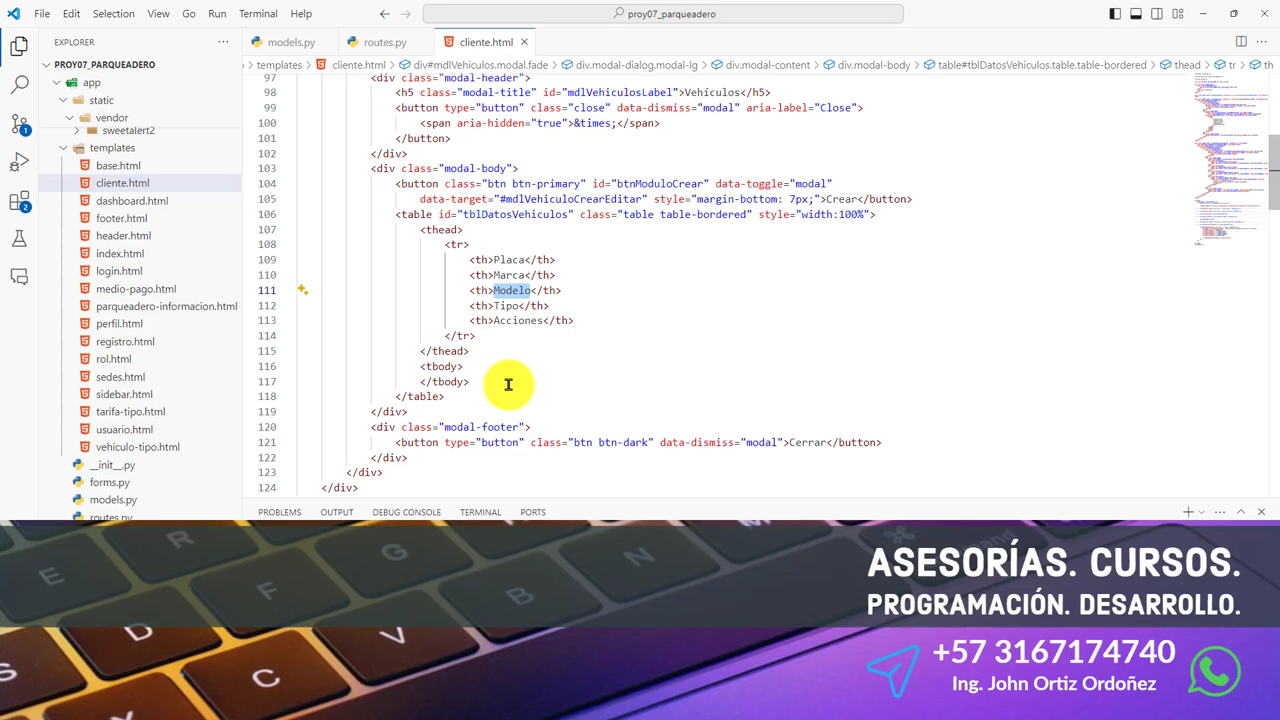 File Edit Selection View Go Run Terminal Help
proy07_parqueadero
EXPLORER
models.py routes.py cliente.html
PROY07_PARQUEADERO
templates > cliente.html > div#mdlVehiculos.modal.fade > div.modal-dialog.modal-lg > div.modal-content > div.modal-body > table#tblDatosVehiculos.table.table-bordered > thead > tr > th
app
static
vendor
sweetalert2
templates
base.html
cliente.html
dashboard.html
footer.html
header.html
index.html
login.html
medio-pago.html
parqueadero-informacion.html
perfil.html
registro.html
rol.html
sedes.html
sidebar.html
tarifa-tipo.html
usuario.html
vehiculo-tipo.html
__init__.py
forms.py
models.py
routes.py
97 <div class="modal-header">
98 <h5 class="modal-title" id="mdlVehiculosLabel">Vehículos</h5>
99 <button type="button" class="close" data-dismiss="modal" aria-label="Close">
100 <span aria-hidden="true">&times;</span>
101 </button>
102 </div>
103 <div class="modal-body">
104 <button class="btn btn-primary" id="btnModuloCrear" data-toggle="modal"
105 data-target="#mdlVehiculoCrearEditar" style="margin-bottom: 7px">Crear</button>
106 <table id="tblDatosVehiculos" class="table table-bordered" style="width:100%">
107 <thead>
108 <tr>
109 <th>Placa</th>
110 <th>Marca</th>
111 <th>Modelo</th>
112 <th>Tipo</th>
113 <th>Acciones</th>
114 </tr>
115 </thead>
116 <tbody>
117 </tbody>
118 </table>
119 </div>
120 <div class="modal-footer">
121 <button type="button" class="btn btn-dark" data-dismiss="modal">Cerrar</button>
122 </div>
123 </div>
124 </div>
PROBLEMS OUTPUT DEBUG CONSOLE TERMINAL PORTS
ASESORÍAS. CURSOS.
PROGRAMACIÓN. DESARROLLO.
+57 3167174740
Ing. John Ortiz Ordoñez